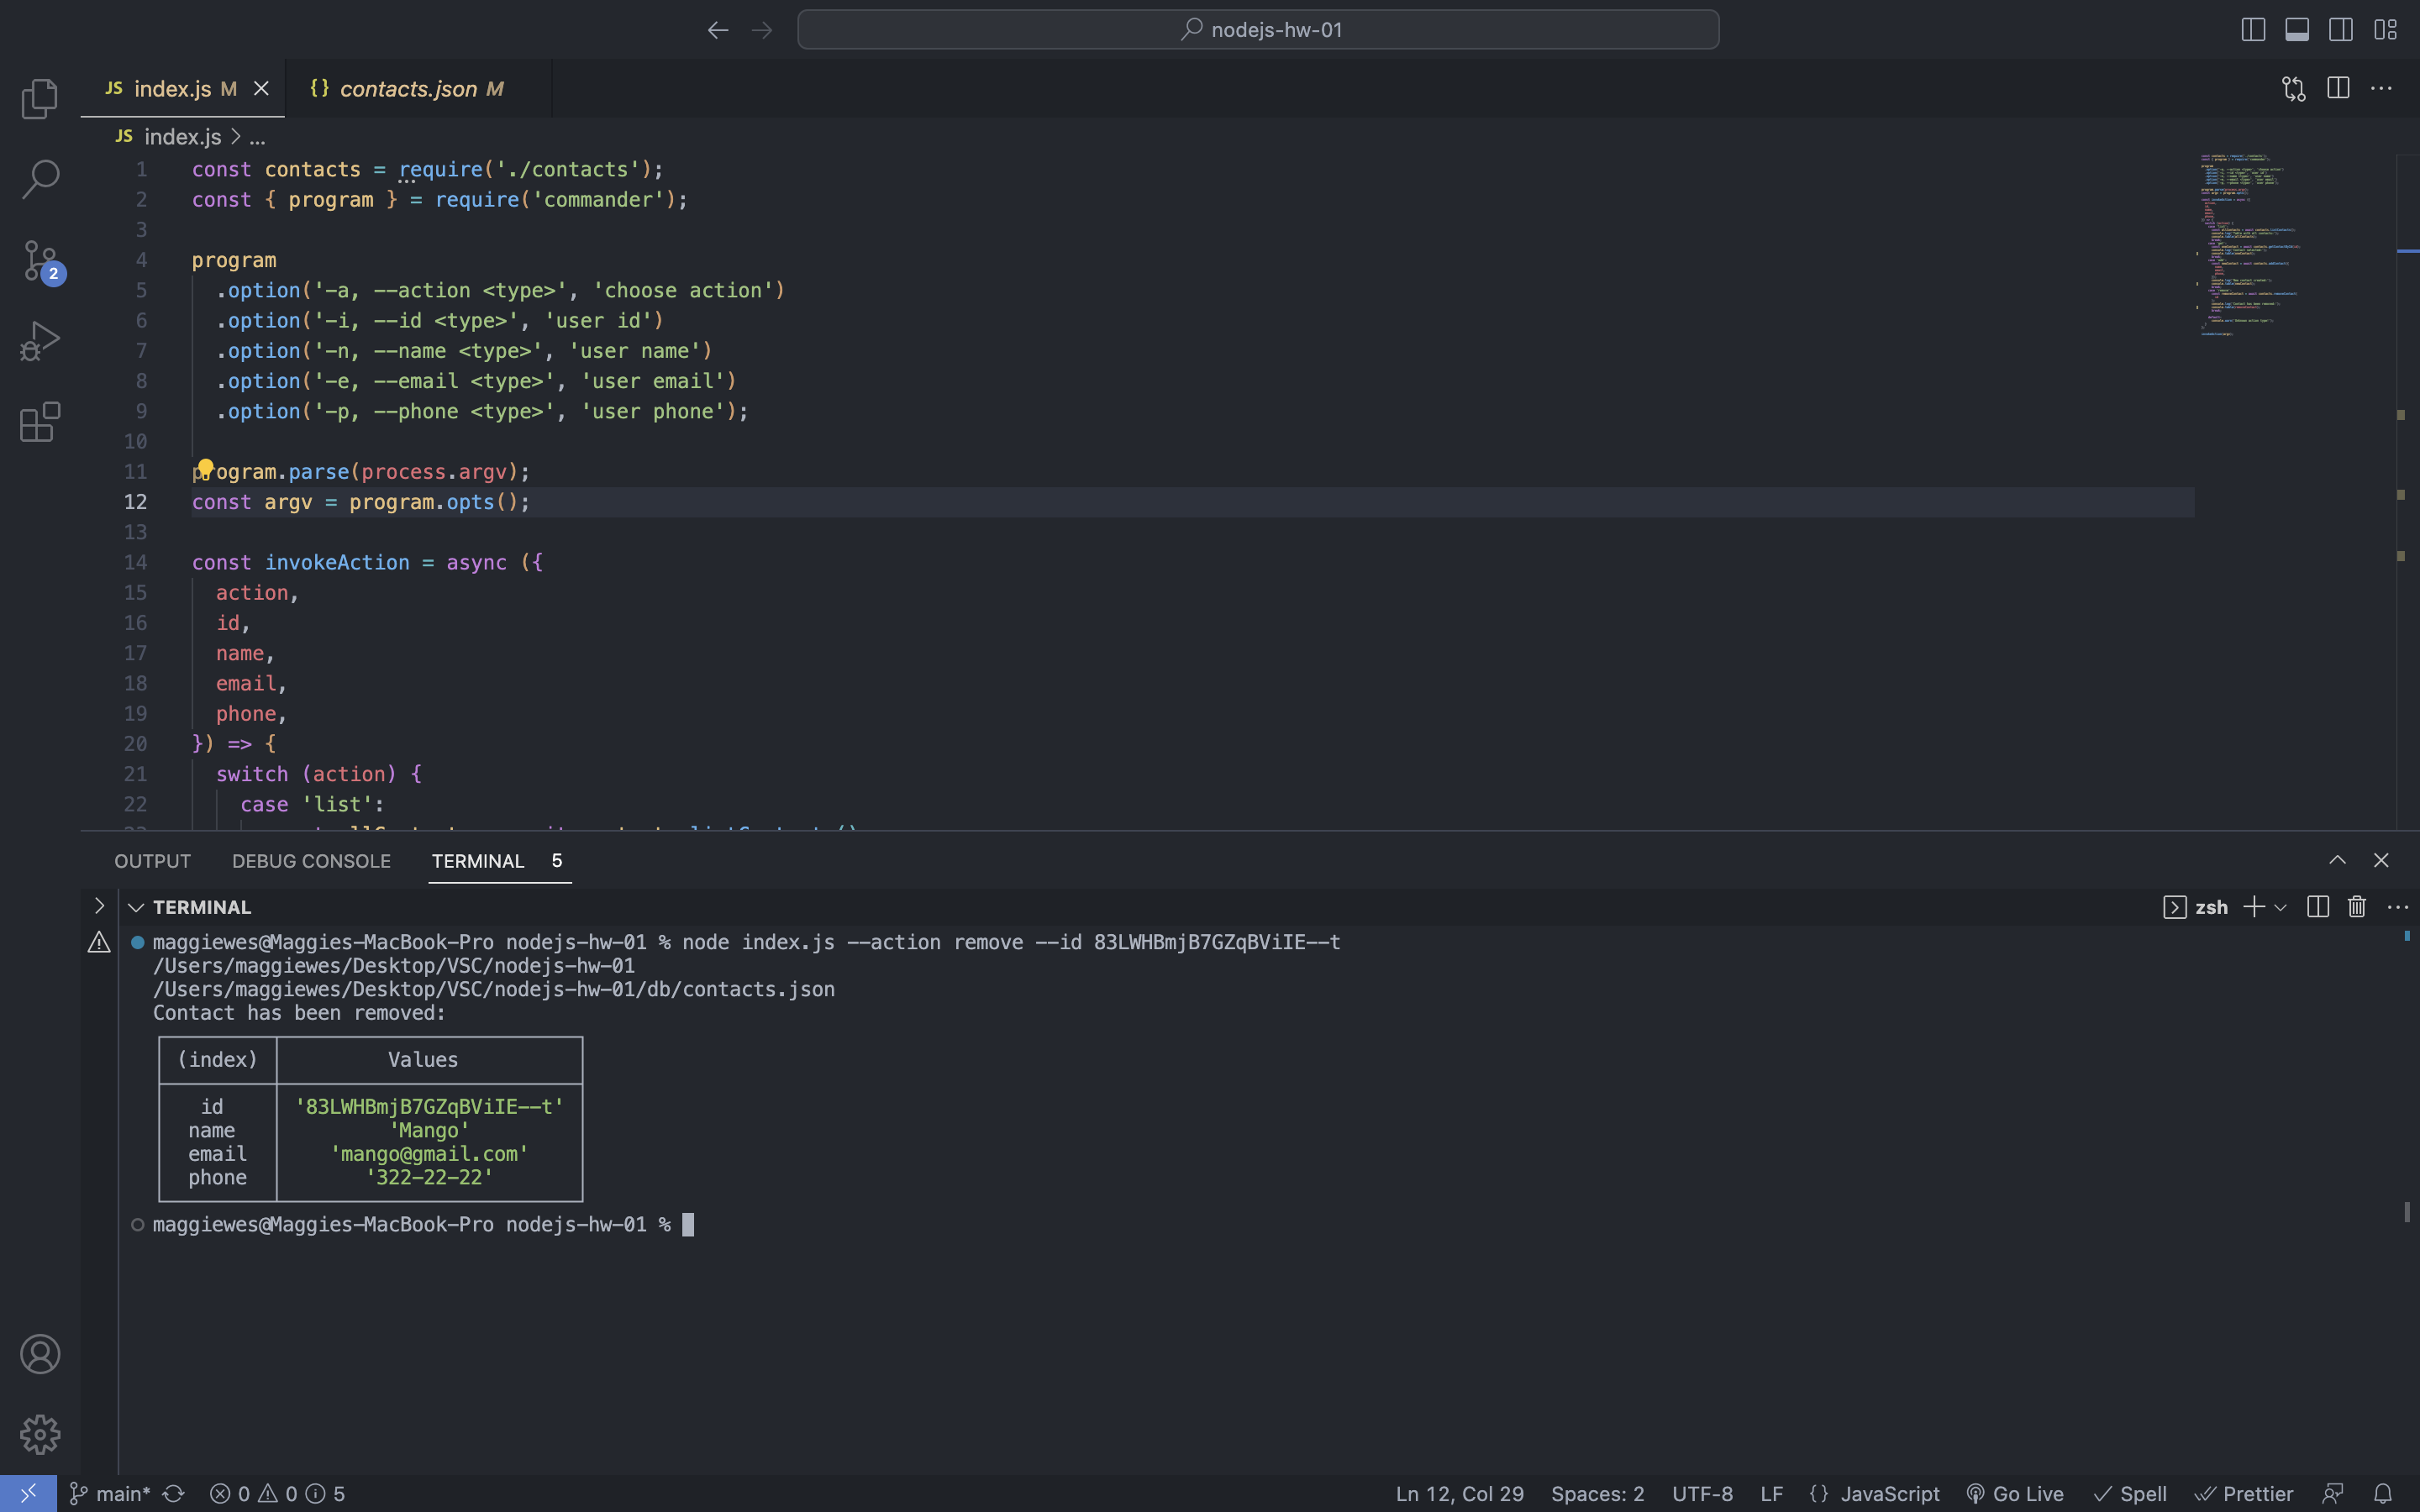 nodejs-hw-01
JS index.js M
{} contacts.json M
JS index.js > ...
1 const contacts = require('./contacts');
2 const { program } = require('commander');
3
4 program
5 .option('-a, --action <type>', 'choose action')
6 .option('-i, --id <type>', 'user id')
7 .option('-n, --name <type>', 'user name')
8 .option('-e, --email <type>', 'user email')
9 .option('-p, --phone <type>', 'user phone');
10
11 program.parse(process.argv);
12 const argv = program.opts();
13
14 const invokeAction = async ({
15 action,
16 id,
17 name,
18 email,
19 phone,
20 }) => {
21 switch (action) {
22 case 'list':
OUTPUT DEBUG CONSOLE TERMINAL 5
TERMINAL
zsh
2
maggiewes@Maggies-MacBook-Pro nodejs-hw-01 % node index.js --action remove --id 83LWHBmjB7GZqBViIE--t
/Users/maggiewes/Desktop/VSC/nodejs-hw-01
/Users/maggiewes/Desktop/VSC/nodejs-hw-01/db/contacts.json
Contact has been removed:
(index) Values
id '83LWHBmjB7GZqBViIE--t'
name 'Mango'
email 'mango@gmail.com'
phone '322-22-22'
maggiewes@Maggies-MacBook-Pro nodejs-hw-01 %
main* 0 0 5 Ln 12, Col 29 Spaces: 2 UTF-8 LF {} JavaScript Go Live Spell Prettier